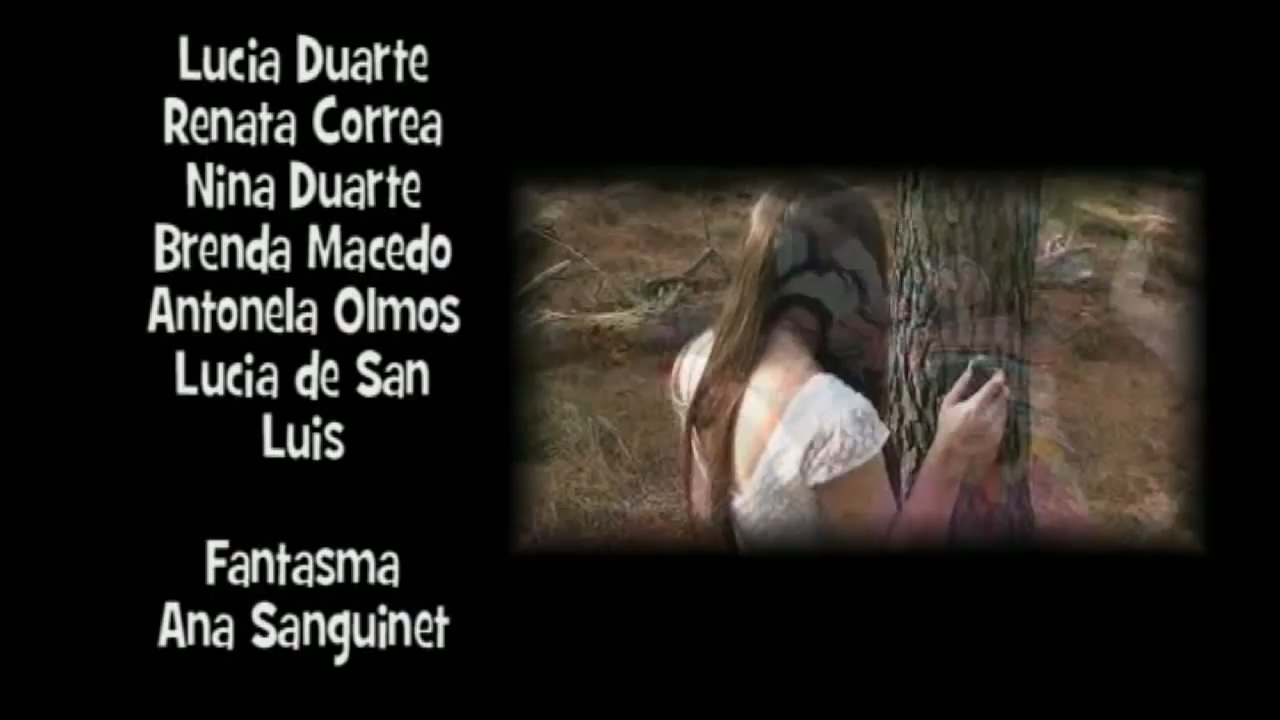 Lucia Duarte
Renata Correa
Nina Duarte
Brenda Macedo
Antonela Olmos
Lucia de San
Luis
Fantasma
Ana Sanguinet